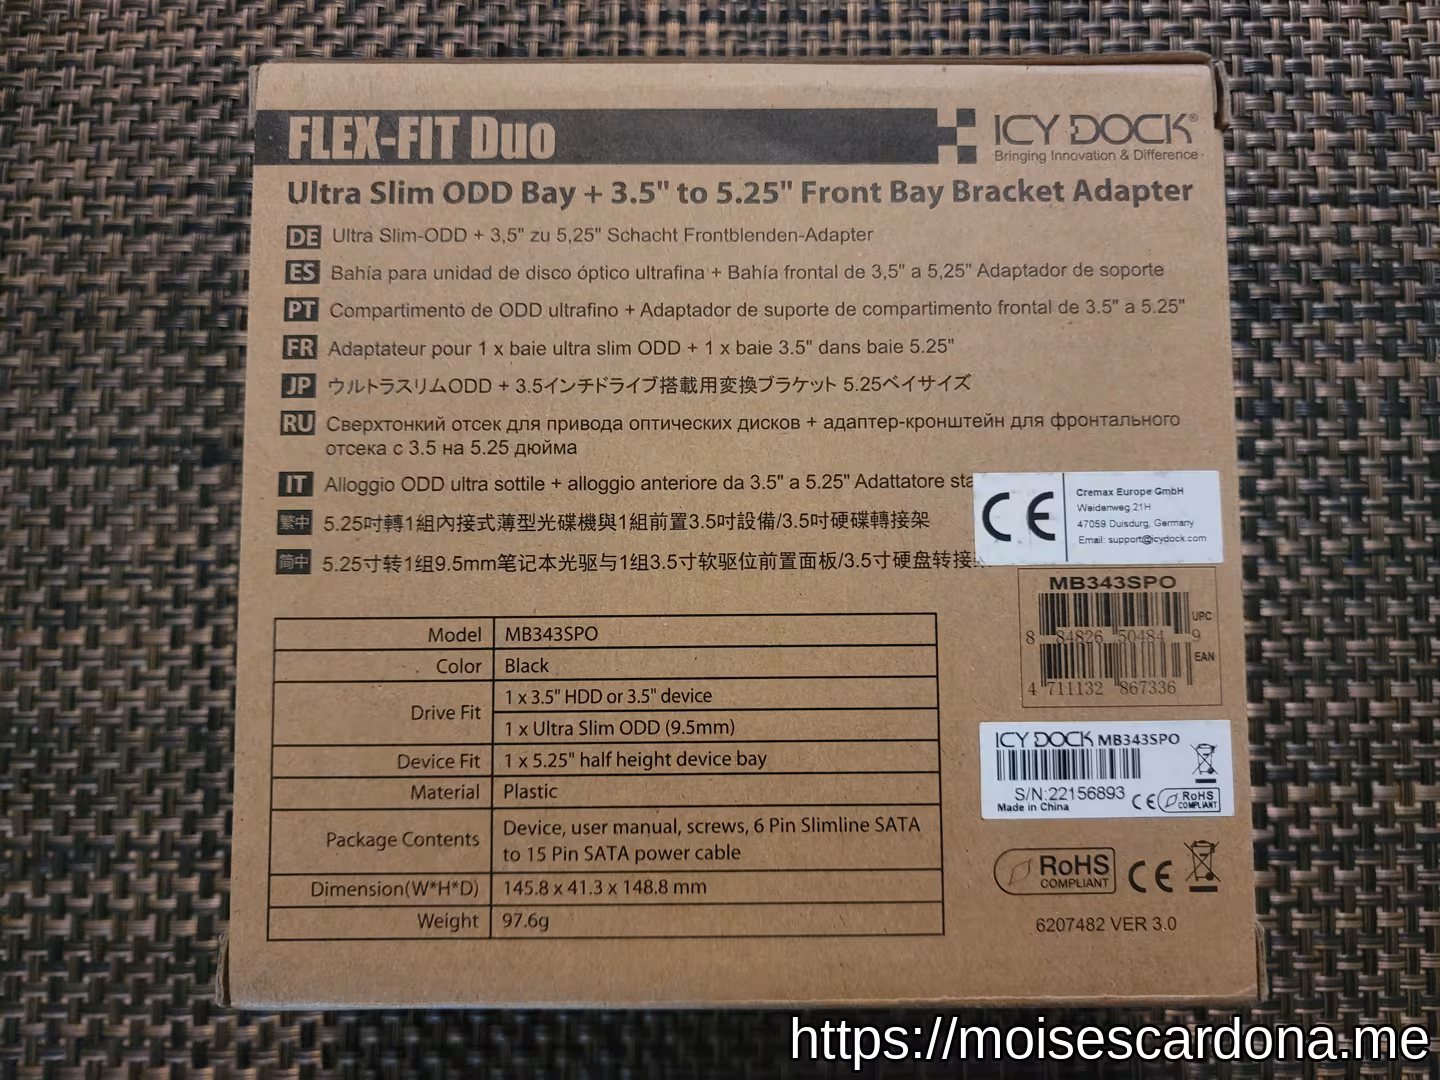 FLEX-FIT Duo
ICY DOCK®
Bringing Innovation & Difference
Ultra Slim ODD Bay + 3.5" to 5.25" Front Bay Bracket Adapter
DE Ultra Slim-ODD + 3,5" zu 5,25" Schacht Frontblenden-Adapter
ES Bahía para unidad de disco óptico ultrafina + Bahía frontal de 3,5" a 5,25" Adaptador de soporte
PT Compartimento de ODD ultrafino + Adaptador de suporte de compartimento frontal de 3.5" a 5.25"
FR Adaptateur pour 1 x baie ultra slim ODD + 1 x baie 3.5" dans baie 5.25"
JP ウルトラスリムODD + 3.5インチドライブ搭載用変換ブラケット 5.25ベイサイズ
RU Сверхтонкий отсек для привода оптических дисков + адаптер-кронштейн для фронтального
отсека с 3.5 на 5.25 дюйма
IT Alloggio ODD ultra sottile + alloggio anteriore da 3.5" a 5.25" Adattatore sta
繁中 5.25吋轉1組內接式薄型光碟機與1組前置3.5吋設備/3.5吋硬碟轉接架
简中 5.25寸转1组9.5mm笔记本光驱与1组3.5寸软驱位前置面板/3.5寸硬盘转接
CE
Cremax Europe GmbH
Weidenweg 21H
47059 Duisdurg, Germany
Email: support@icydock.com
MB343SPO
UPC
8 84826 50484 9
EAN
4 711132 867336
Model MB343SPO
Color Black
Drive Fit 1 x 3.5" HDD or 3.5" device
1 x Ultra Slim ODD (9.5mm)
Device Fit 1 x 5.25" half height device bay
Material Plastic
Package Contents Device, user manual, screws, 6 Pin Slimline SATA
to 15 Pin SATA power cable
Dimension(W*H*D) 145.8 x 41.3 x 148.8 mm
Weight 97.6g
ICY DOCK MB343SPO
S/N:22156893
Made in China CE RoHS
COMPLIANT
RoHS
COMPLIANT
CE
6207482 VER 3.0
https://moisescardona.me